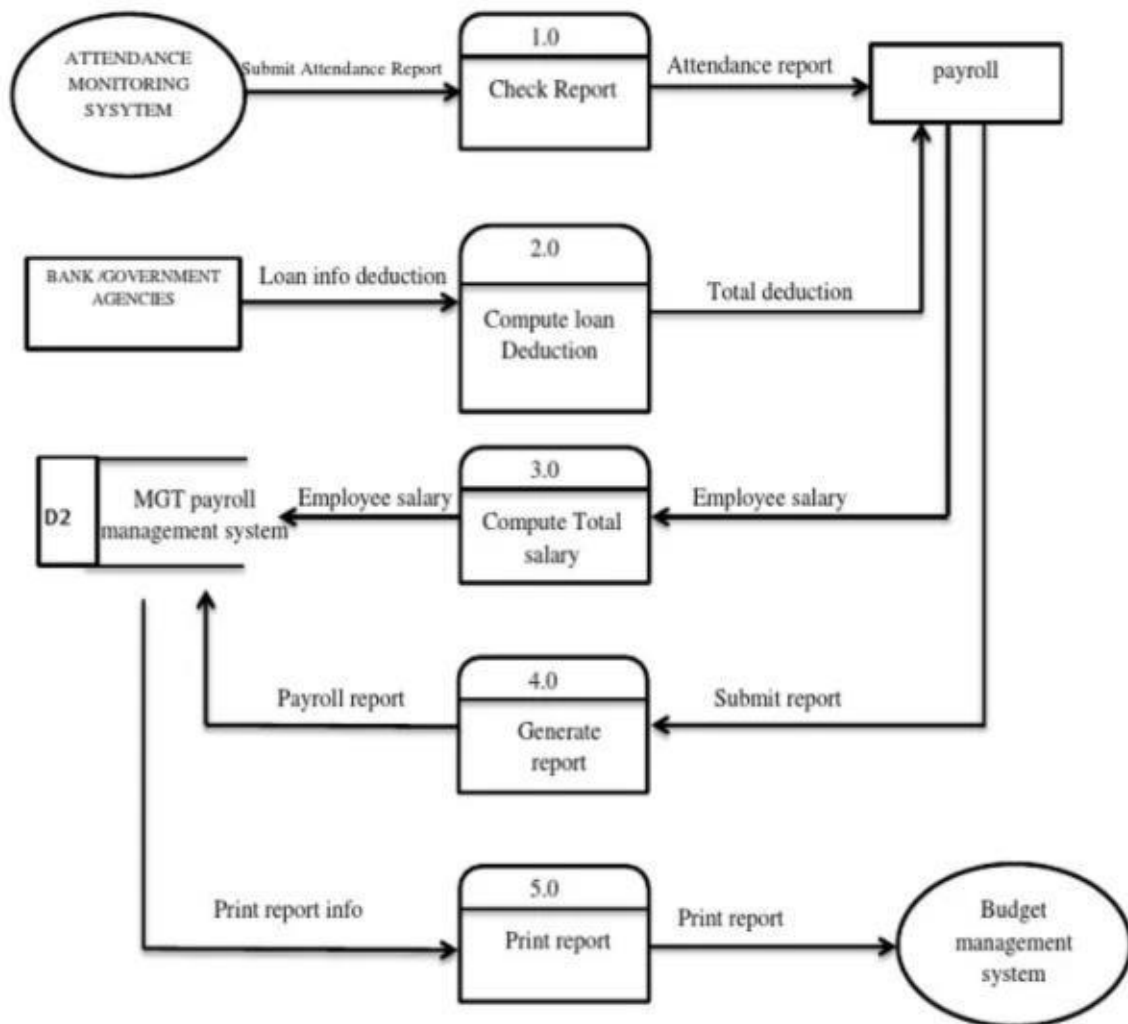 ATTENDANCE
MONITORING
SYSYTEM
Submit Attendance Report
1.0
Check Report
Attendance report
payroll
BANK /GOVERNMENT
AGENCIES
Loan info deduction
2.0
Compute loan
Deduction
Total deduction
D2
MGT payroll
management system
Employee salary
3.0
Compute Total
salary
Employee salary
Payroll report
4.0
Generate
report
Submit report
Print report info
5.0
Print report
Print report
Budget
management
system